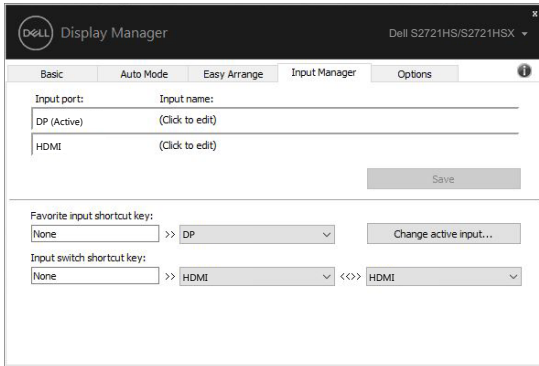 x
DELL Display Manager Dell S2721HS/S2721HSX
Basic Auto Mode Easy Arrange Input Manager Options
Input port: Input name:
DP (Active) (Click to edit)
HDMI (Click to edit)
Save
Favorite input shortcut key:
None >> DP Change active input...
Input switch shortcut key:
None >> HDMI <<>> HDMI